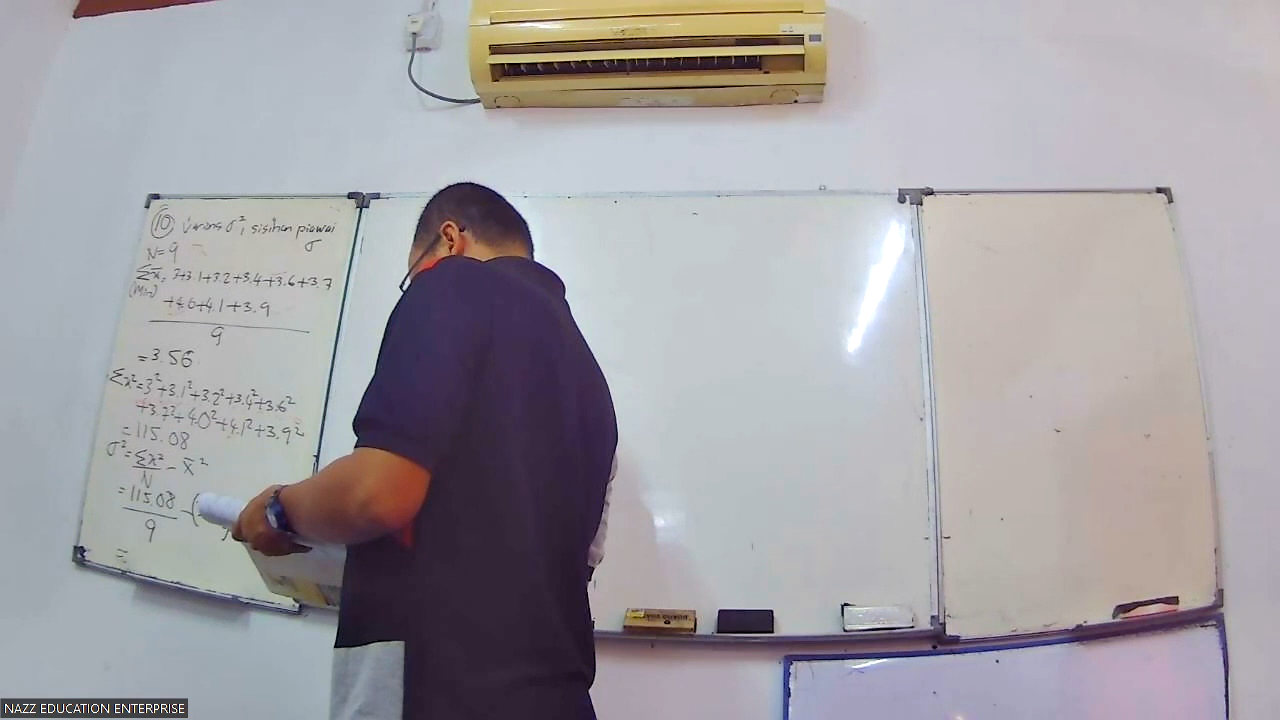 ⑩ Varians σ², sisihan piawai
σ
N=9
Σx = 3+3.1+3.2+3.4+3.6+3.7
(Min)
+4.0+4.1+3.9
9
= 3.56
Σx²=3²+3.1²+3.2²+3.4²+3.6²
+3.7²+4.0²+4.1²+3.9²
=115.08
σ²=Σx² - x̄²
N
=115.08 - (
9
=
NAZZ EDUCATION ENTERPRISE